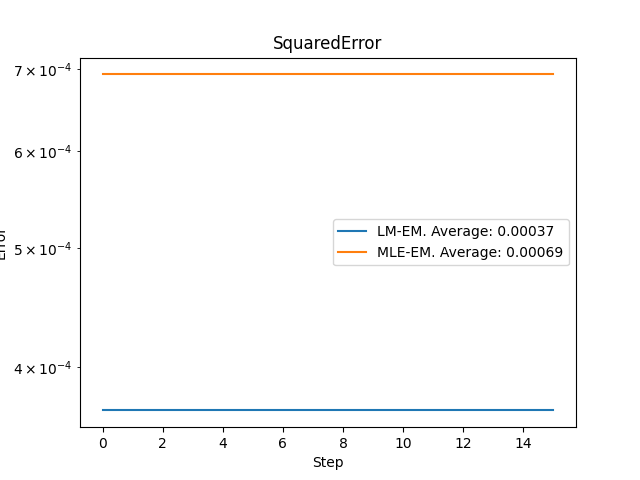 SquaredError
7 × 10⁻⁴
6 × 10⁻⁴
5 × 10⁻⁴
4 × 10⁻⁴
Error
LM-EM. Average: 0.00037
MLE-EM. Average: 0.00069
0 2 4 6 8 10 12 14
Step